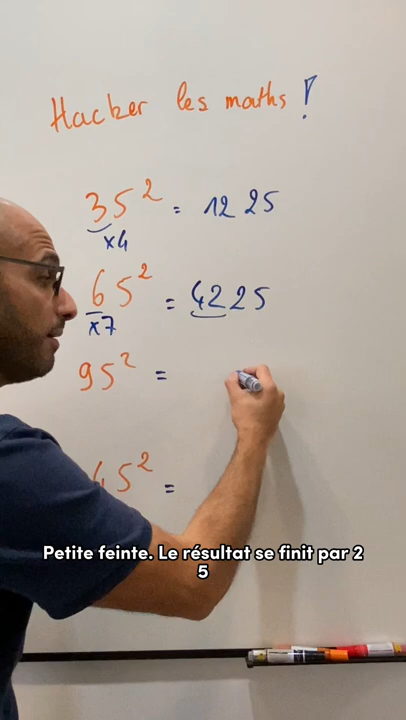 Hacker les maths !
35² = 1225
x4
65² = 4225
x7
95² =
45² =
Petite feinte. Le résultat se finit par 2
5